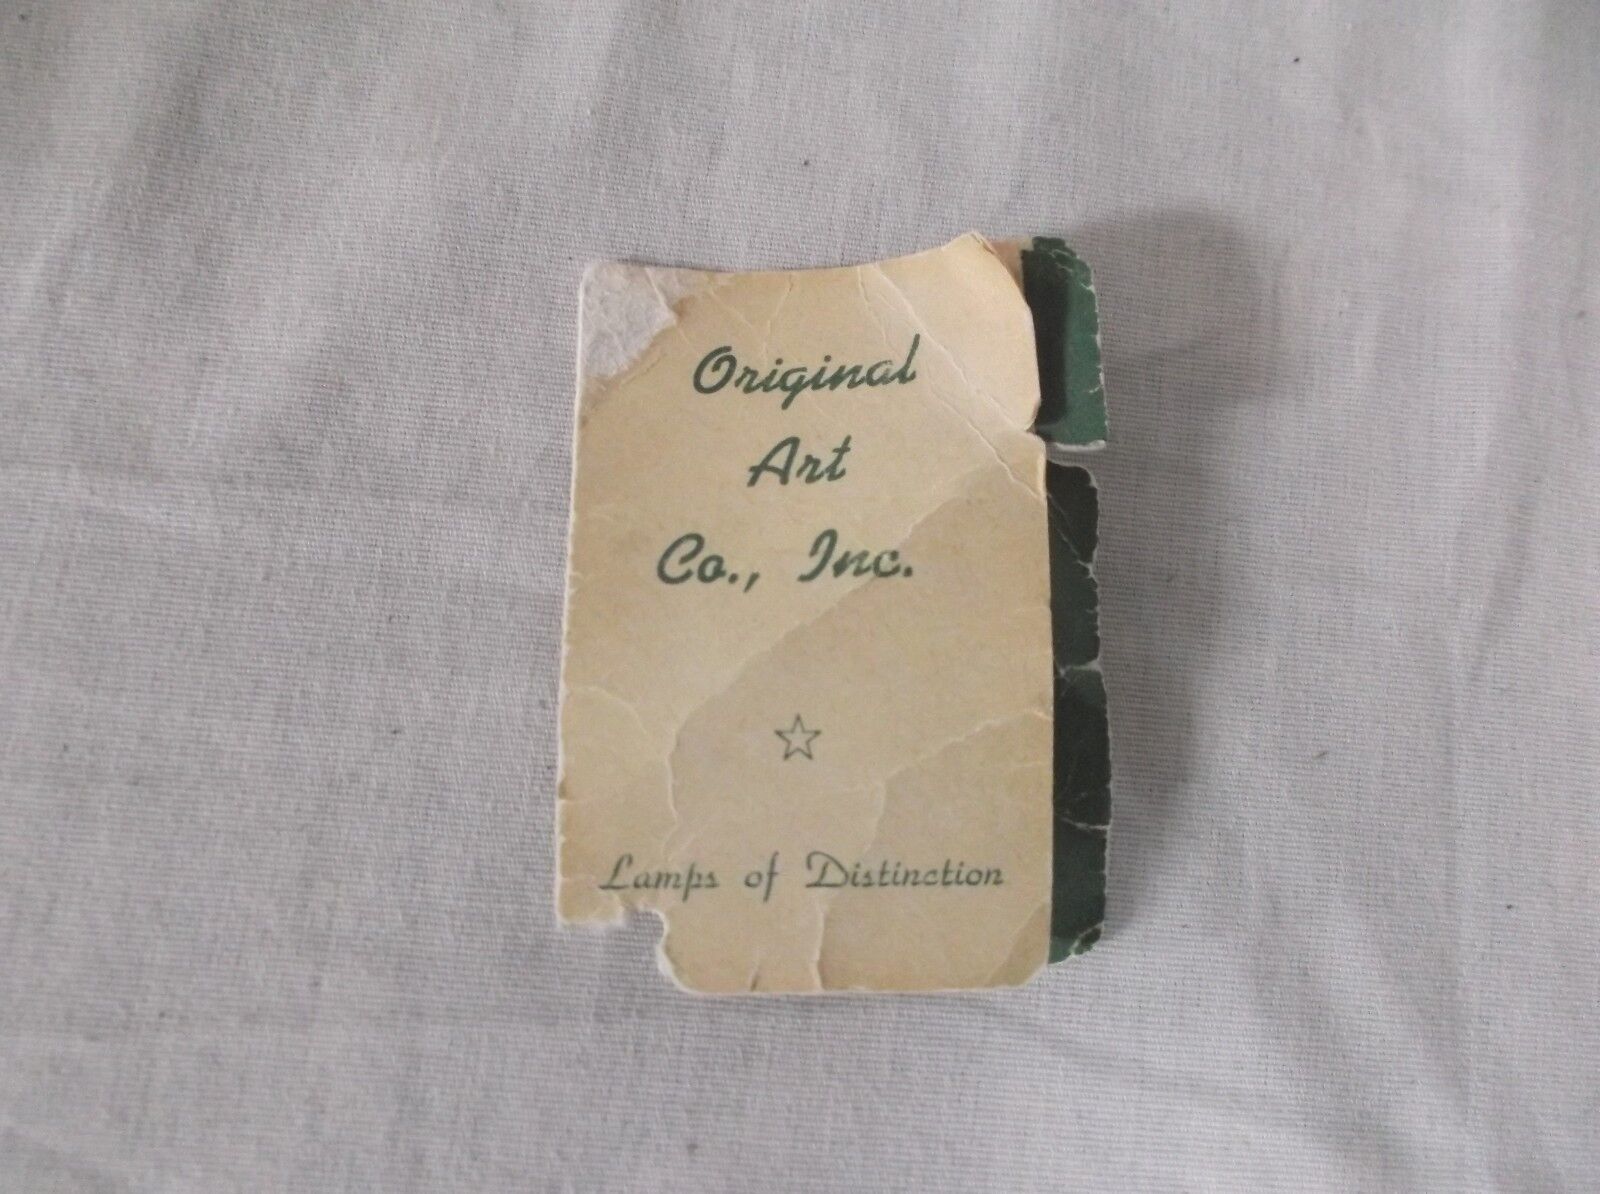 Original
Art
Co., Inc.
Lamps of Distinction